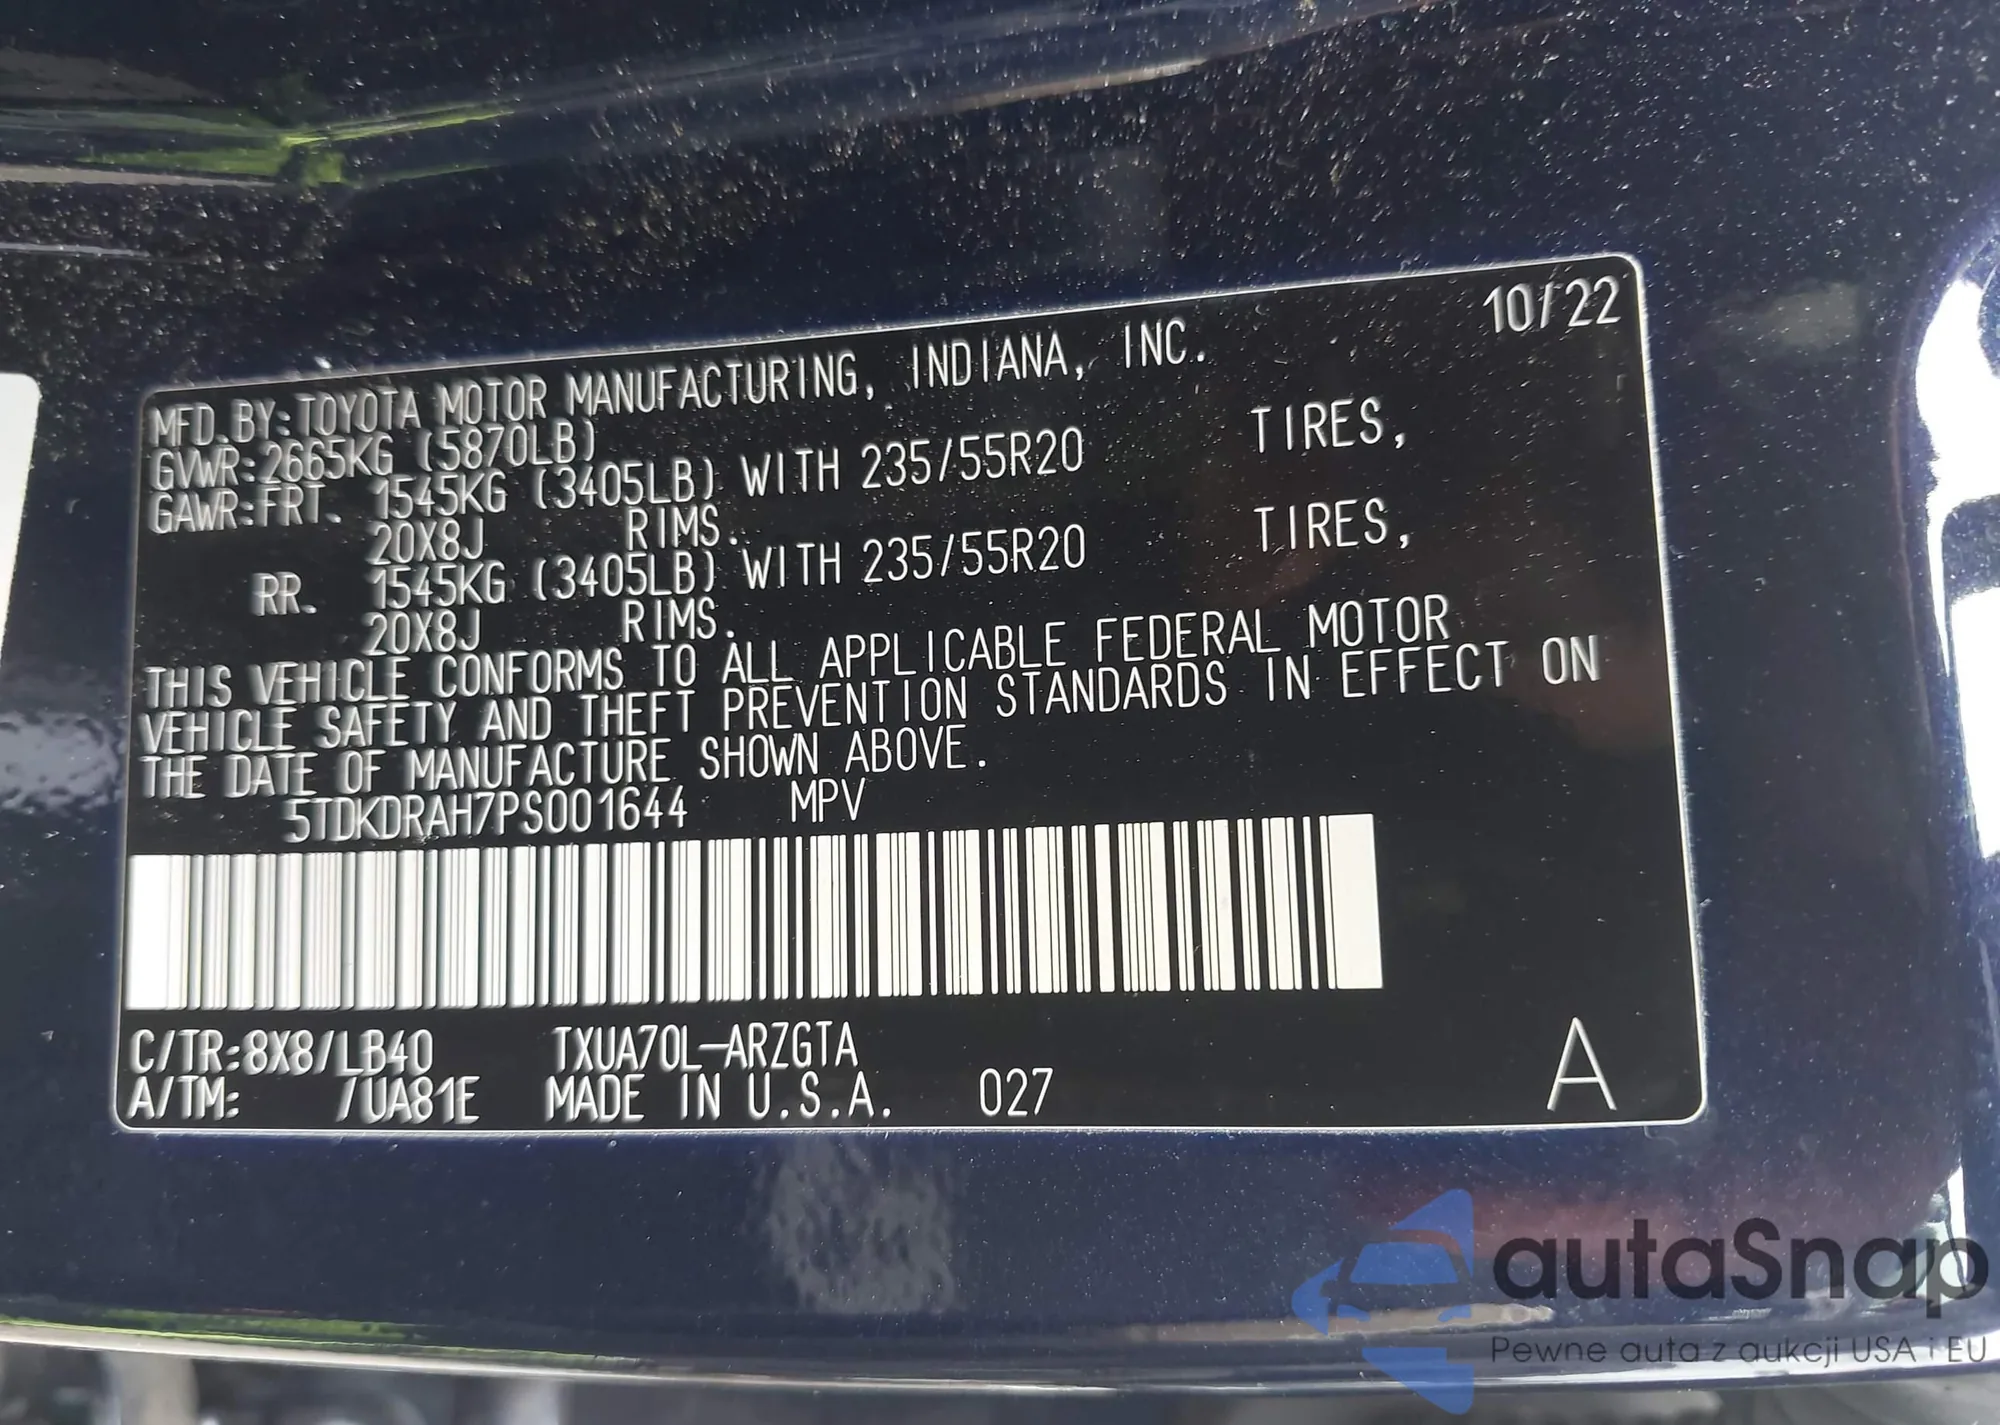 10/22
MFD.BY:TOYOTA MOTOR MANUFACTURING, INDIANA, INC.
GVWR:2665KG (5870LB)
GAWR:FRT. 1545KG (3405LB) WITH 235/55R20 TIRES,
20X8J RIMS.
RR. 1545KG (3405LB) WITH 235/55R20 TIRES,
20X8J RIMS.
THIS VEHICLE CONFORMS TO ALL APPLICABLE FEDERAL MOTOR
VEHICLE SAFETY AND THEFT PREVENTION STANDARDS IN EFFECT ON
THE DATE OF MANUFACTURE SHOWN ABOVE.
5TDKDRAH7PS001644 MPV
C/TR:8X8/LB40 TXUA70L-ARZGTA
A/TM: /UA81E MADE IN U.S.A. 027
A
autaSnap
Pewne auta z aukcji USA i EU